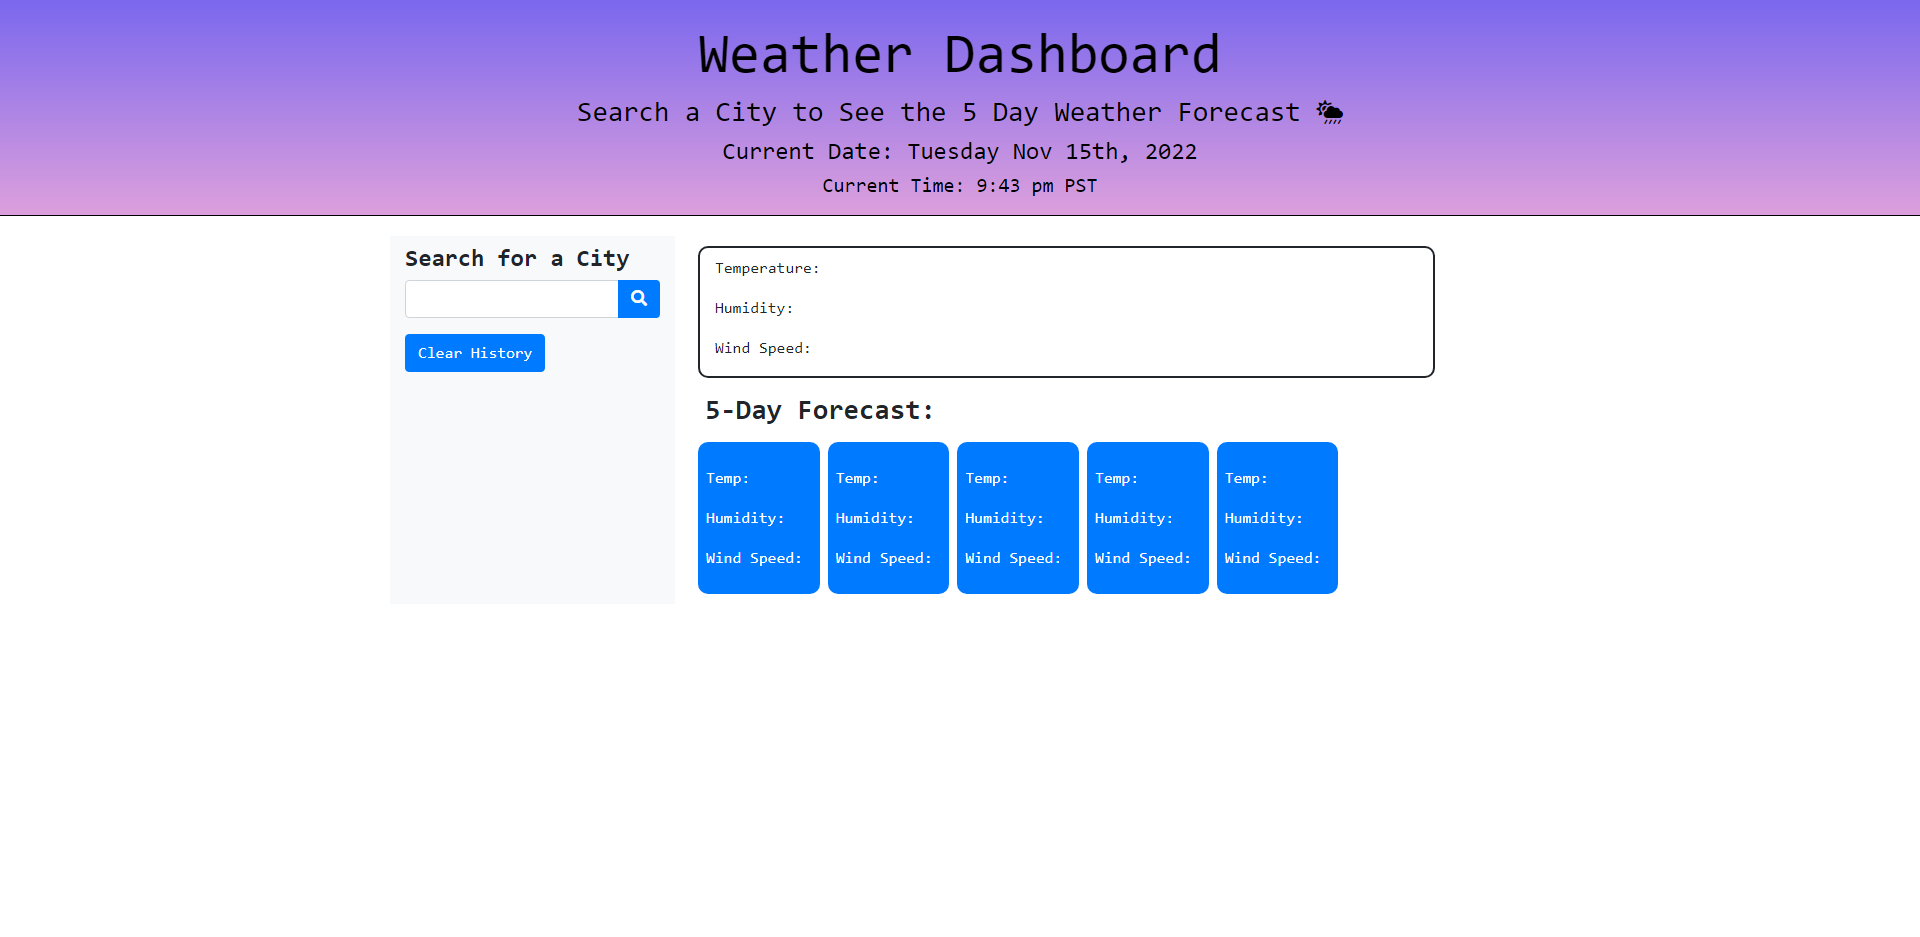 Weather Dashboard
Search a City to See the 5 Day Weather Forecast
Current Date: Tuesday Nov 15th, 2022
Current Time: 9:43 pm PST
Search for a City
Clear History
Temperature:
Humidity:
Wind Speed:
5-Day Forecast:
Temp:
Humidity:
Wind Speed:
Temp:
Humidity:
Wind Speed:
Temp:
Humidity:
Wind Speed:
Temp:
Humidity:
Wind Speed:
Temp:
Humidity:
Wind Speed: